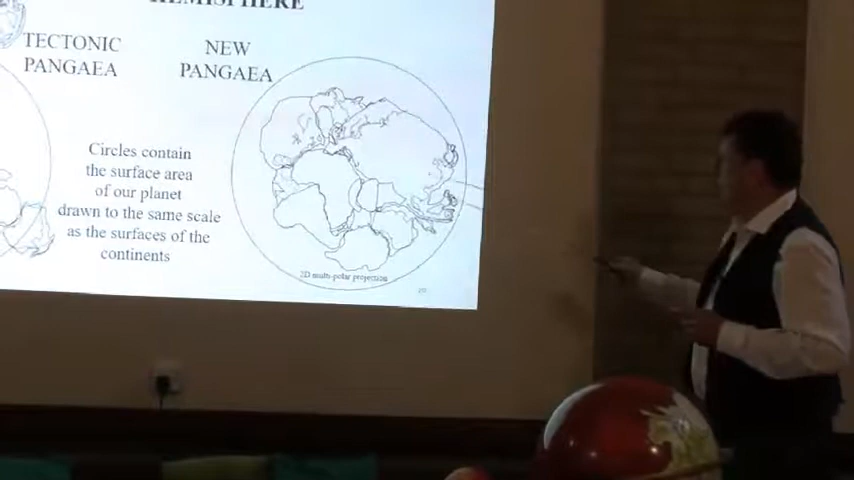 HEMISPHERE
TECTONIC
PANGAEA
NEW
PANGAEA
Circles contain
the surface area
of our planet
drawn to the same scale
as the surfaces of the
continents
2D multi-polar projection